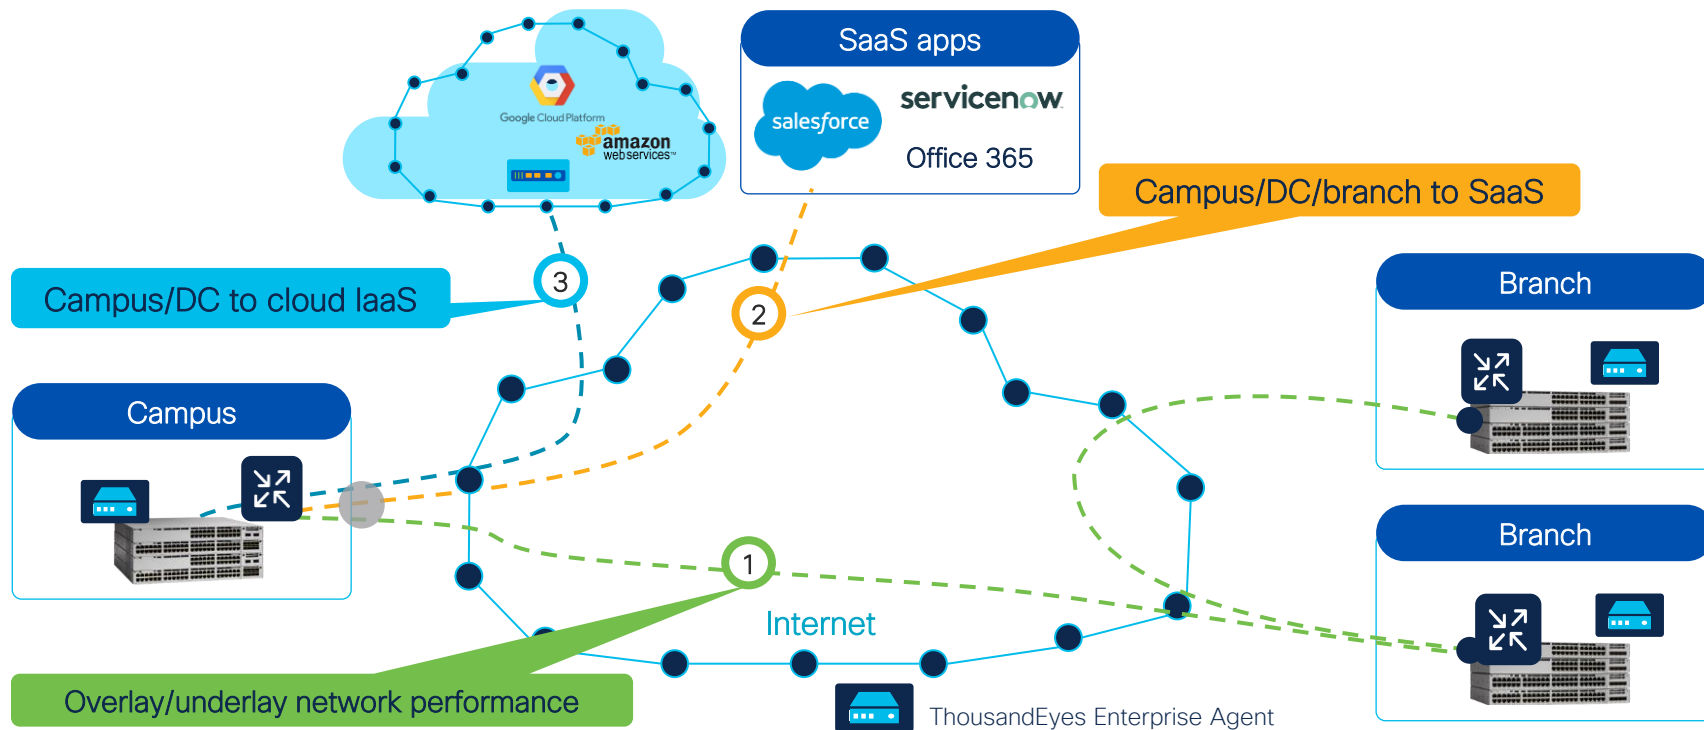 SaaS apps
Google Cloud Platform
amazon
web services™
salesforce
servicenow
Office 365
Campus/DC/branch to SaaS
Campus/DC to cloud IaaS
3
2
Branch
Campus
Branch
1
Internet
Overlay/underlay network performance
ThousandEyes Enterprise Agent